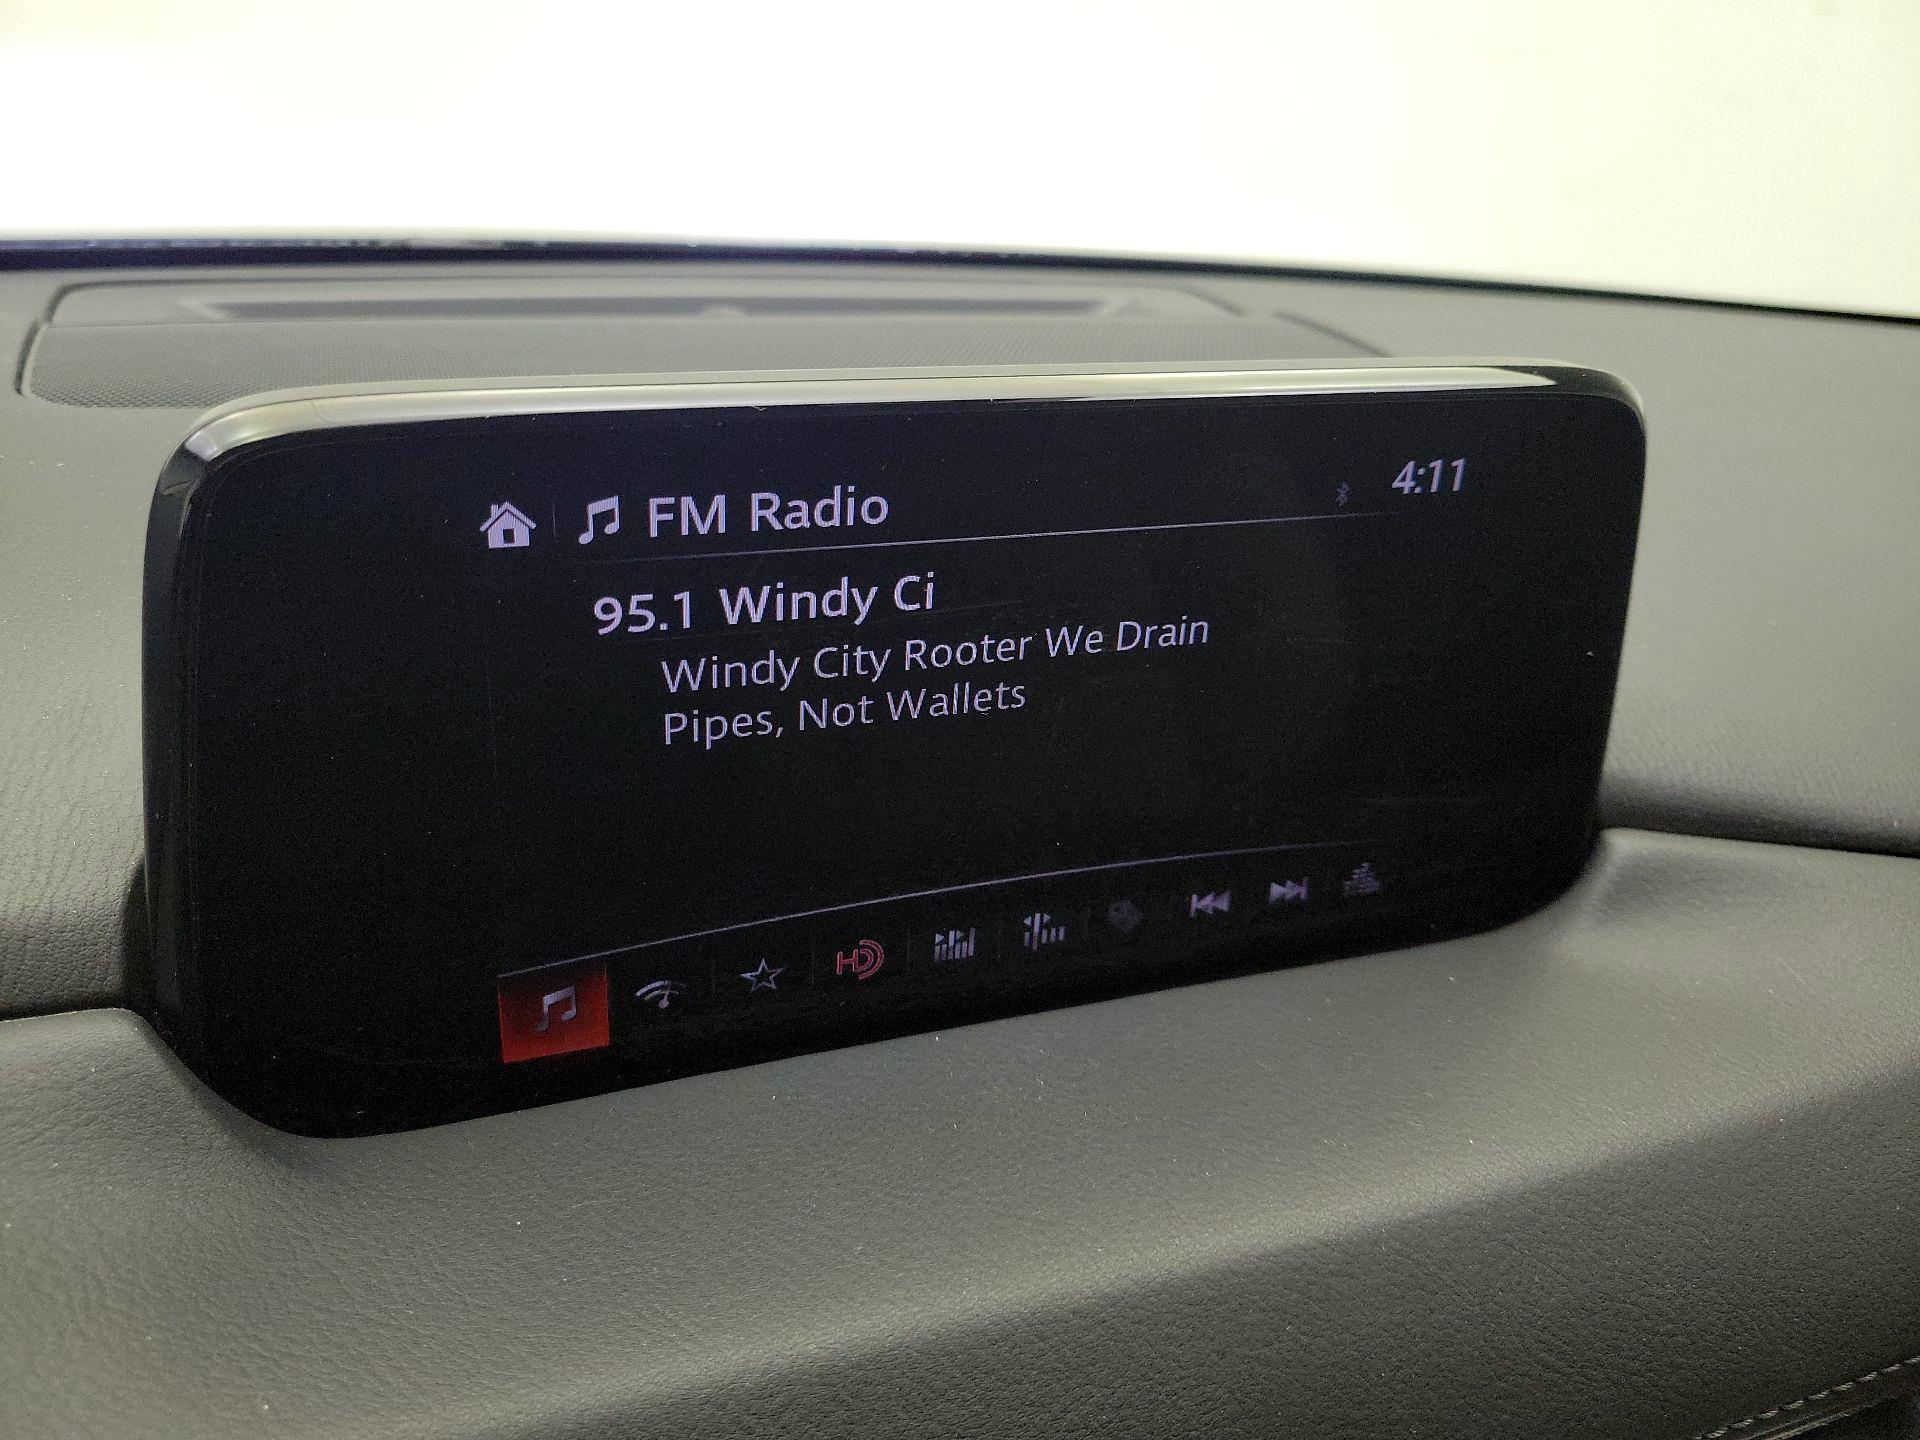 FM Radio
4:11
95.1 Windy Ci
Windy City Rooter We Drain
Pipes, Not Wallets
HD